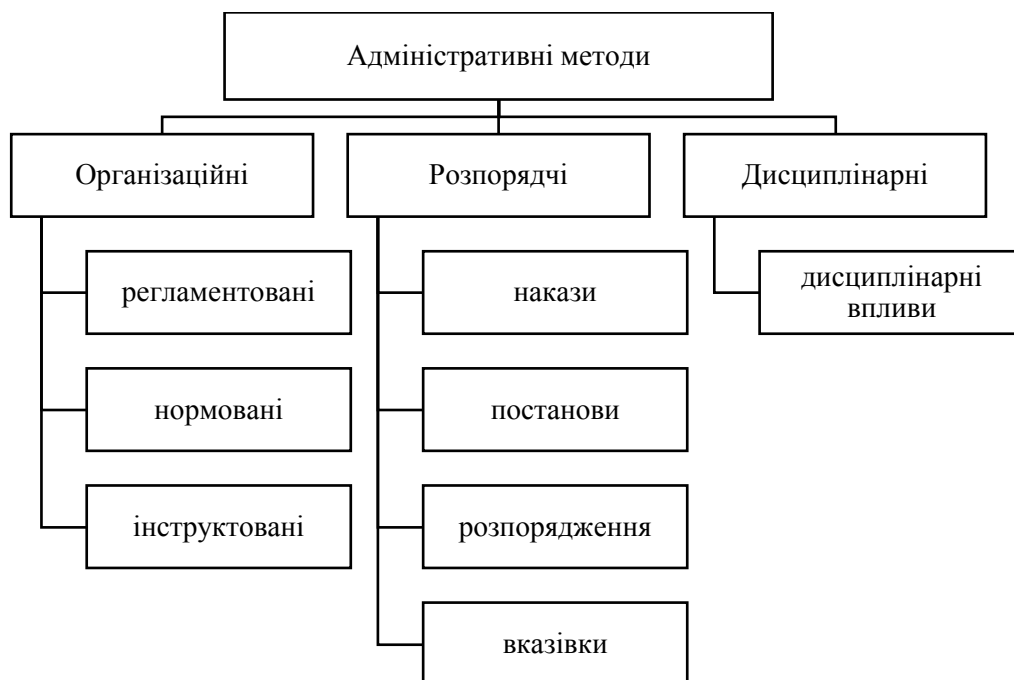 Адміністративні методи
Організаційні
Розпорядчі
Дисциплінарні
регламентовані
нормовані
інструктовані
накази
постанови
розпорядження
вказівки
дисциплінарні
впливи